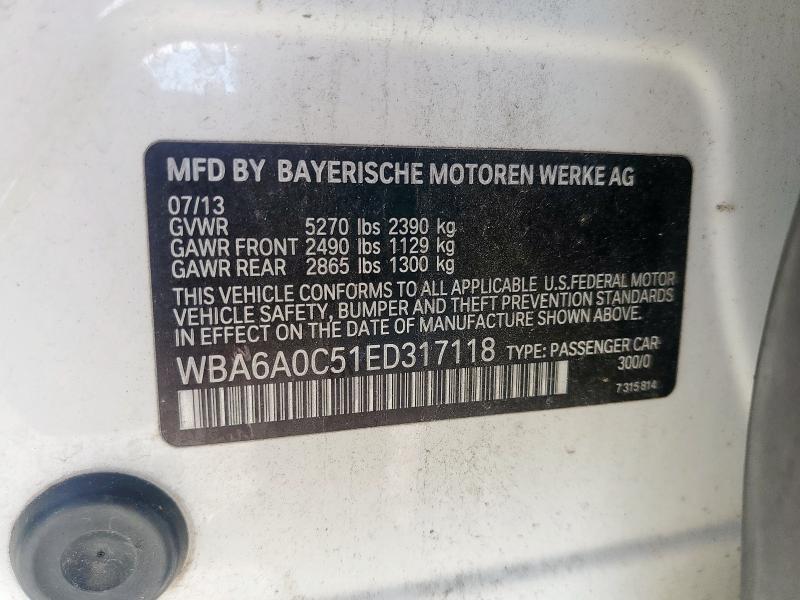 MFD BY BAYERISCHE MOTOREN WERKE AG
07/13
GVWR 5270 lbs 2390 kg
GAWR FRONT 2490 lbs 1129 kg
GAWR REAR 2865 lbs 1300 kg
THIS VEHICLE CONFORMS TO ALL APPLICABLE U.S.FEDERAL MOTOR
VEHICLE SAFETY, BUMPER AND THEFT PREVENTION STANDARDS
IN EFFECT ON THE DATE OF MANUFACTURE SHOWN ABOVE.
WBA6A0C51ED317118 TYPE: PASSENGER CAR
300/0
7 315 814